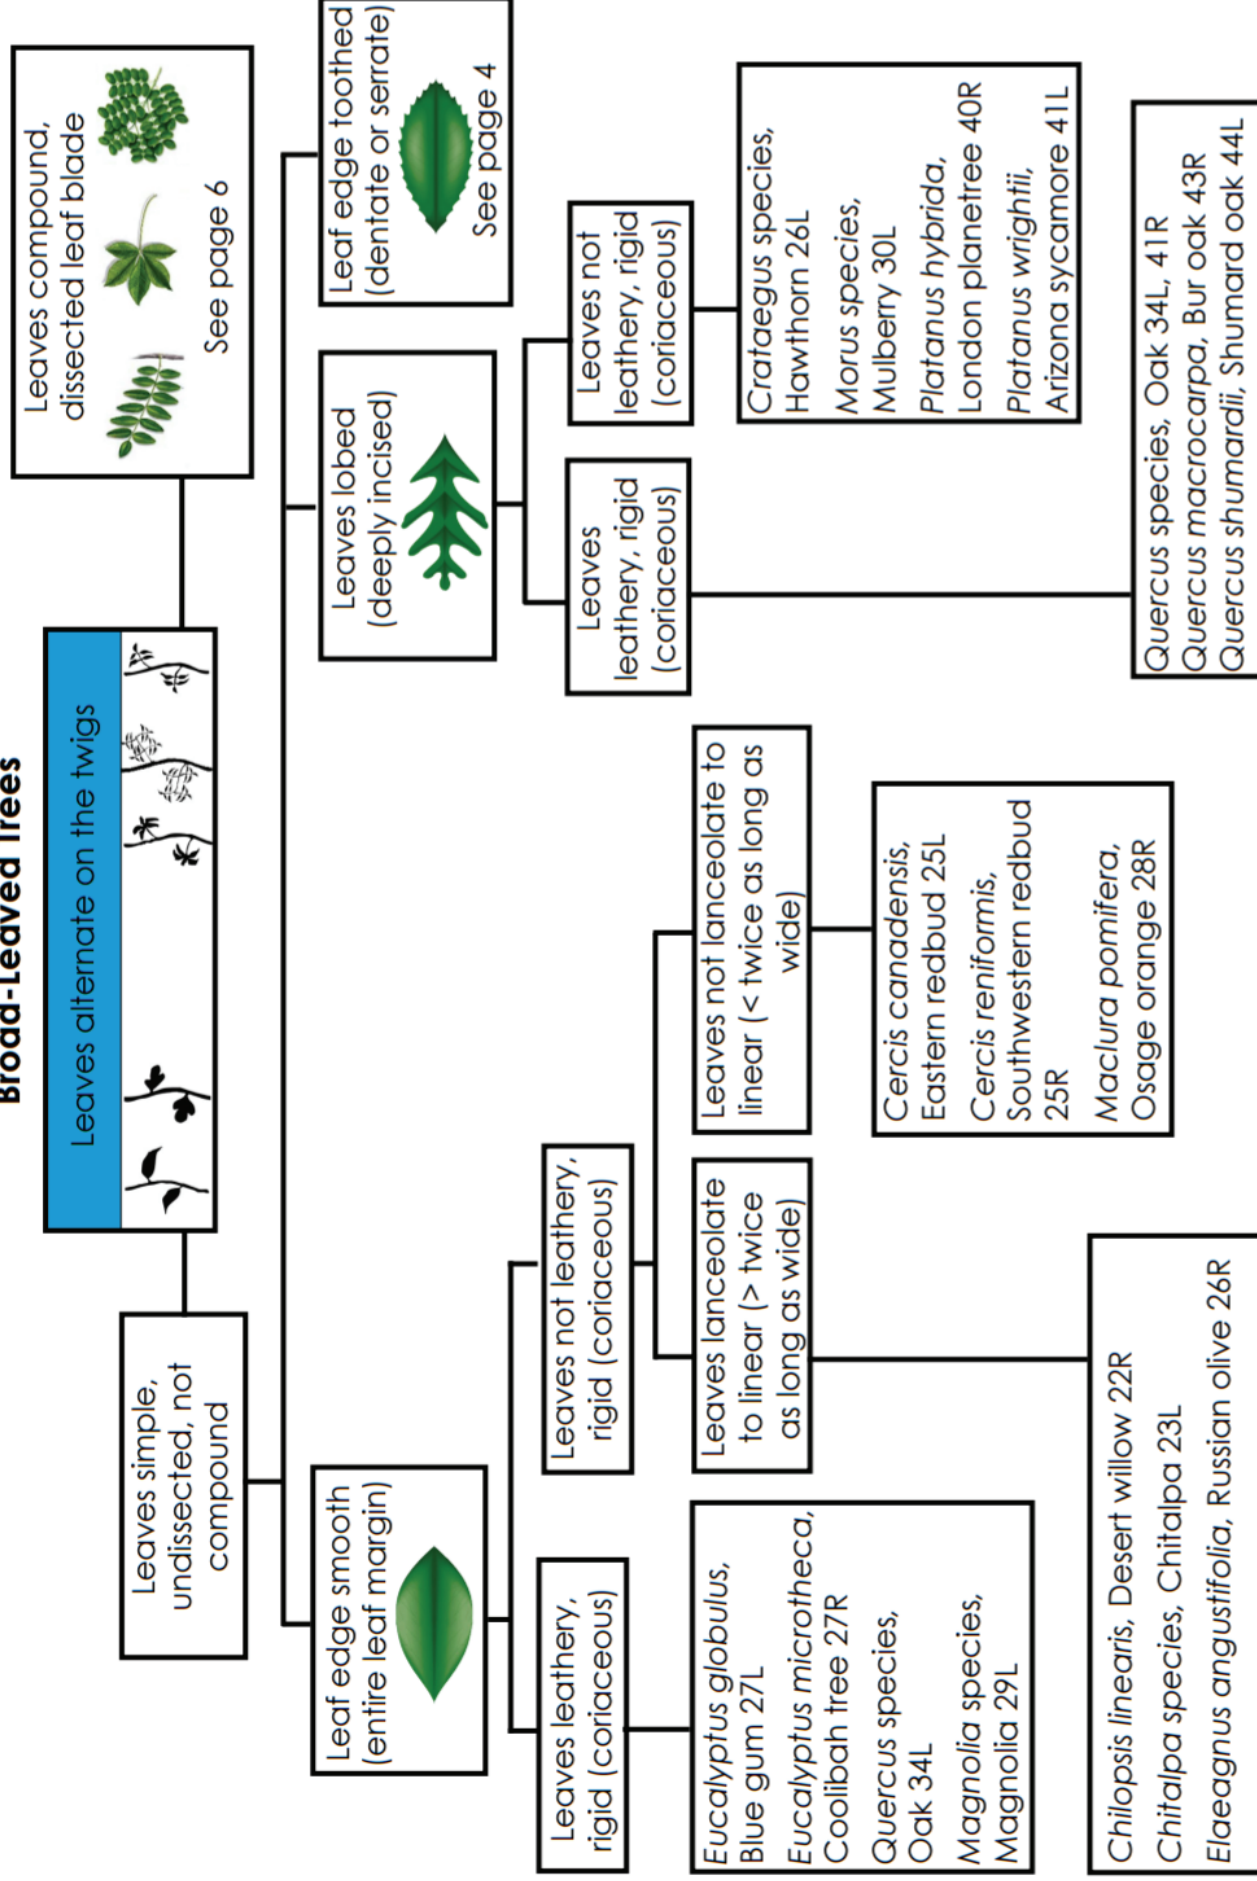 Broad-Leaved Trees
Leaves alternate on the twigs
Leaves simple,
undissected, not
compound
Leaves compound,
dissected leaf blade
See page 6
Leaf edge smooth
(entire leaf margin)
Leaves lobed
(deeply incised)
Leaf edge toothed
(dentate or serrate)
See page 4
Leaves leathery,
rigid (coriaceous)
Leaves not leathery,
rigid (coriaceous)
Leaves
leathery, rigid
(coriaceous)
Leaves not
leathery, rigid
(coriaceous)
Eucalyptus globulus,
Blue gum 27L
Eucalyptus microtheca,
Coolibah tree 27R
Quercus species,
Oak 34L
Magnolia species,
Magnolia 29L
Leaves lanceolate
to linear (> twice
as long as wide)
Leaves not lanceolate to
linear (< twice as long as
wide)
Crataegus species,
Hawthorn 26L
Morus species,
Mulberry 30L
Platanus hybrida,
London planetree 40R
Platanus wrightii,
Arizona sycamore 41L
Cercis canadensis,
Eastern redbud 25L
Cercis reniformis,
Southwestern redbud
25R
Maclura pomifera,
Osage orange 28R
Chilopsis linearis, Desert willow 22R
Chitalpa species, Chitalpa 23L
Elaeagnus angustifolia, Russian olive 26R
Quercus species, Oak 34L, 41R
Quercus macrocarpa, Bur oak 43R
Quercus shumardii, Shumard oak 44L